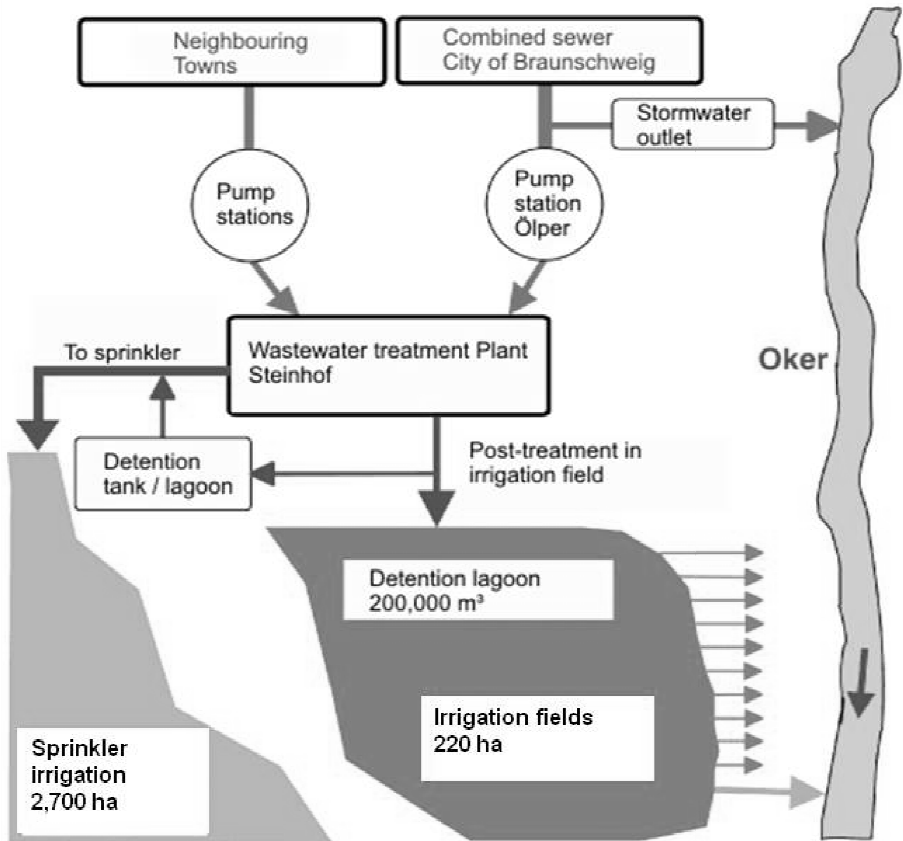 Neighbouring
Towns
Combined sewer
City of Braunschweig
Stormwater
outlet
Pump
stations
Pump
station
Ölper
To sprinkler
Wastewater treatment Plant
Steinhof
Oker
Detention
tank / lagoon
Post-treatment in
irrigation field
Detention lagoon
200,000 m³
Irrigation fields
220 ha
Sprinkler
irrigation
2,700 ha